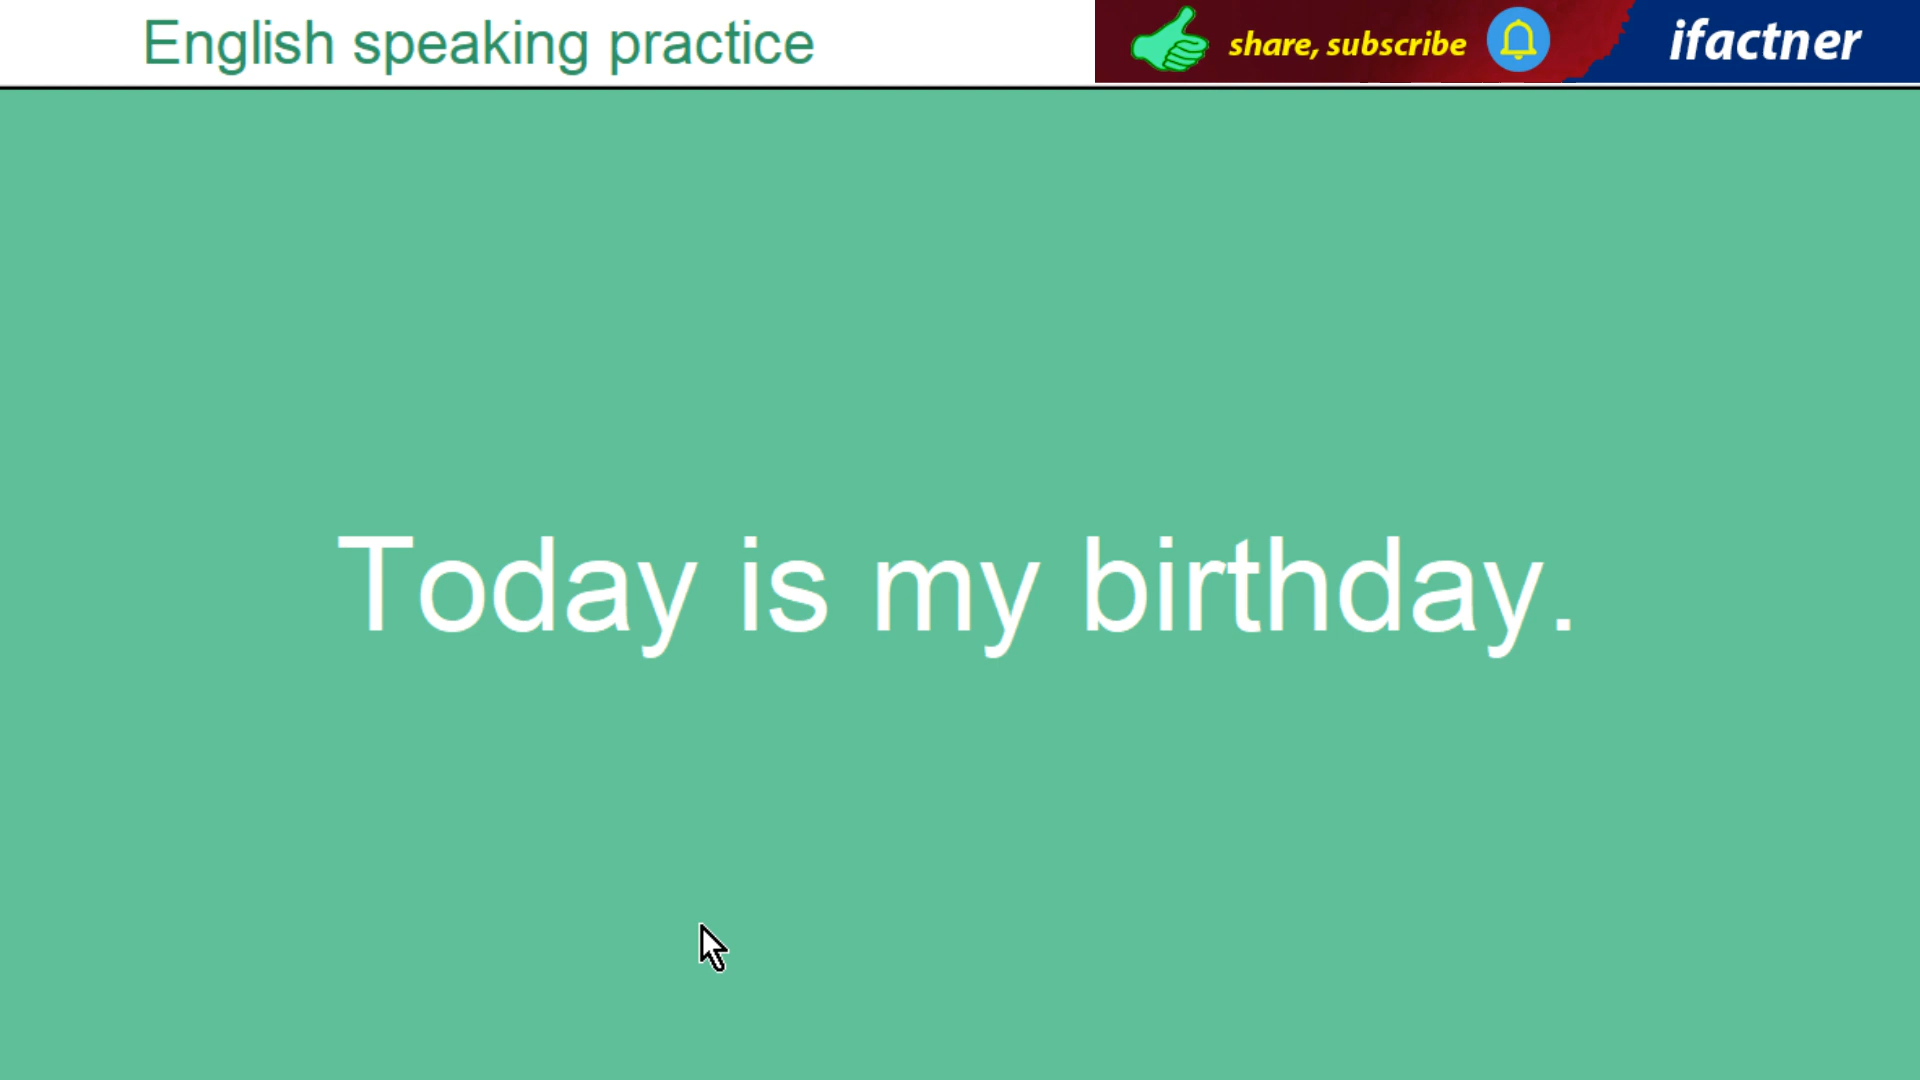 English speaking practice
share, subscribe
ifactner
Today is my birthday.